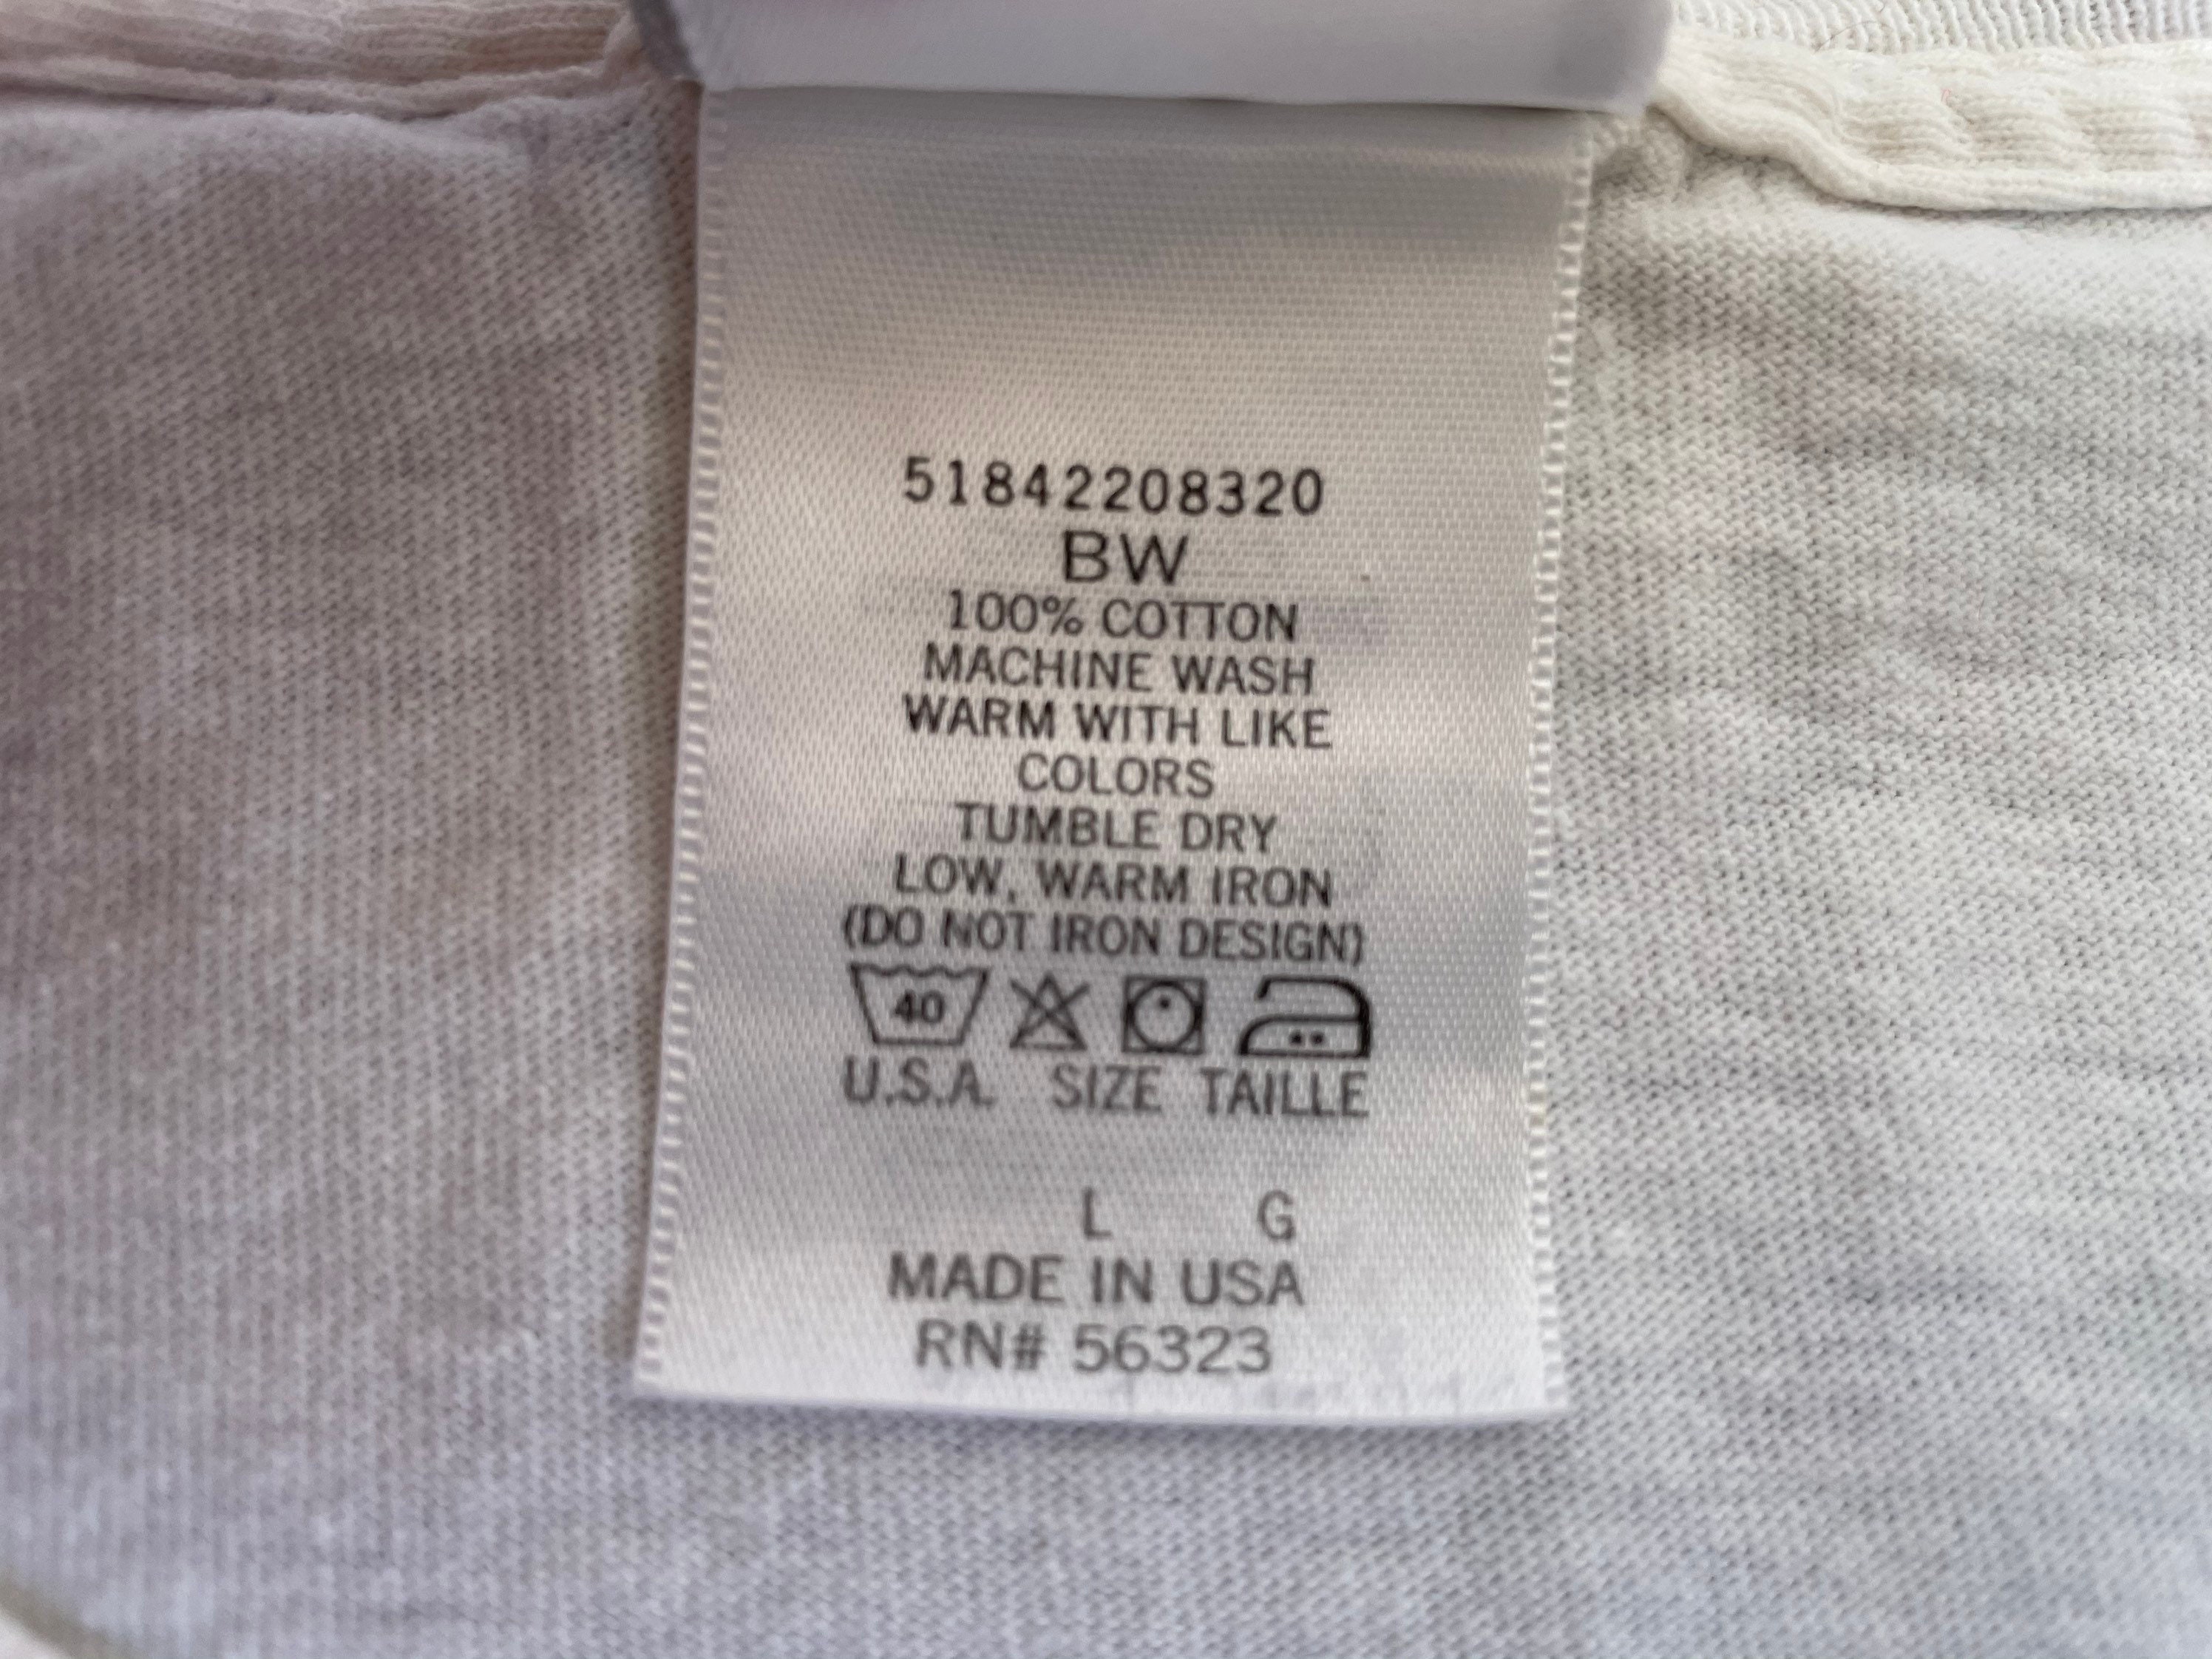 51842208320
BW
100% COTTON
MACHINE WASH
WARM WITH LIKE
COLORS
TUMBLE DRY
LOW, WARM IRON
(DO NOT IRON DESIGN)
40
U.S.A. SIZE TAILLE
L G
MADE IN USA
RN# 56323